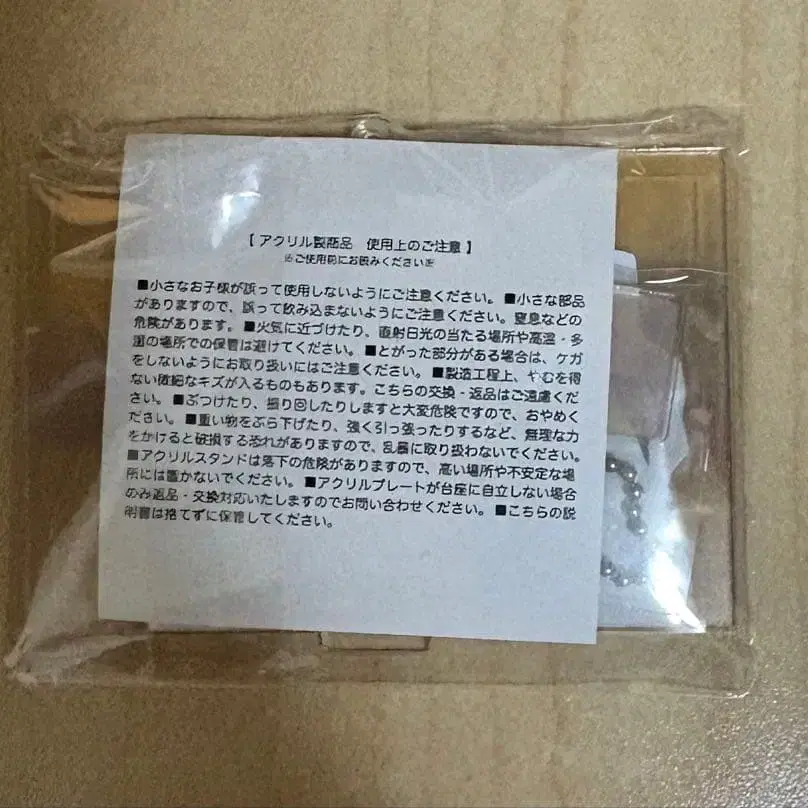 【 アクリル製商品　使用上のご注意 】
※ご使用前にお読みください※
■小さなお子様が誤って使用しないようにご注意ください。 ■小さな部品
がありますので、誤って飲み込まないようにご注意ください。窒息などの
危険があります。 ■火気に近づけたり、直射日光の当たる場所や高温・多
湿の場所での保管は避けてください。 ■とがった部分がある場合は、ケガ
をしないようにお取り扱いにはご注意ください。 ■製造工程上、やむを得
ない微細なキズが入るものもあります。こちらの交換・返品はご遠慮くだ
さい。 ■ぶつけたり、振り回したりしますと大変危険ですので、おやめく
ださい。 ■重い物をぶら下げたり、強く引っ張ったりするなど、無理な力
をかけると破損する恐れがありますので、乱暴に取り扱わないでください。
■アクリルスタンドは落下の危険がありますので、高い場所や不安定な場
所には置かないでください。 ■アクリルプレートが台座に自立しない場合
のみ返品・交換対応いたしますのでお問い合わせください。 ■こちらの説
明書は捨てずに保管してください。